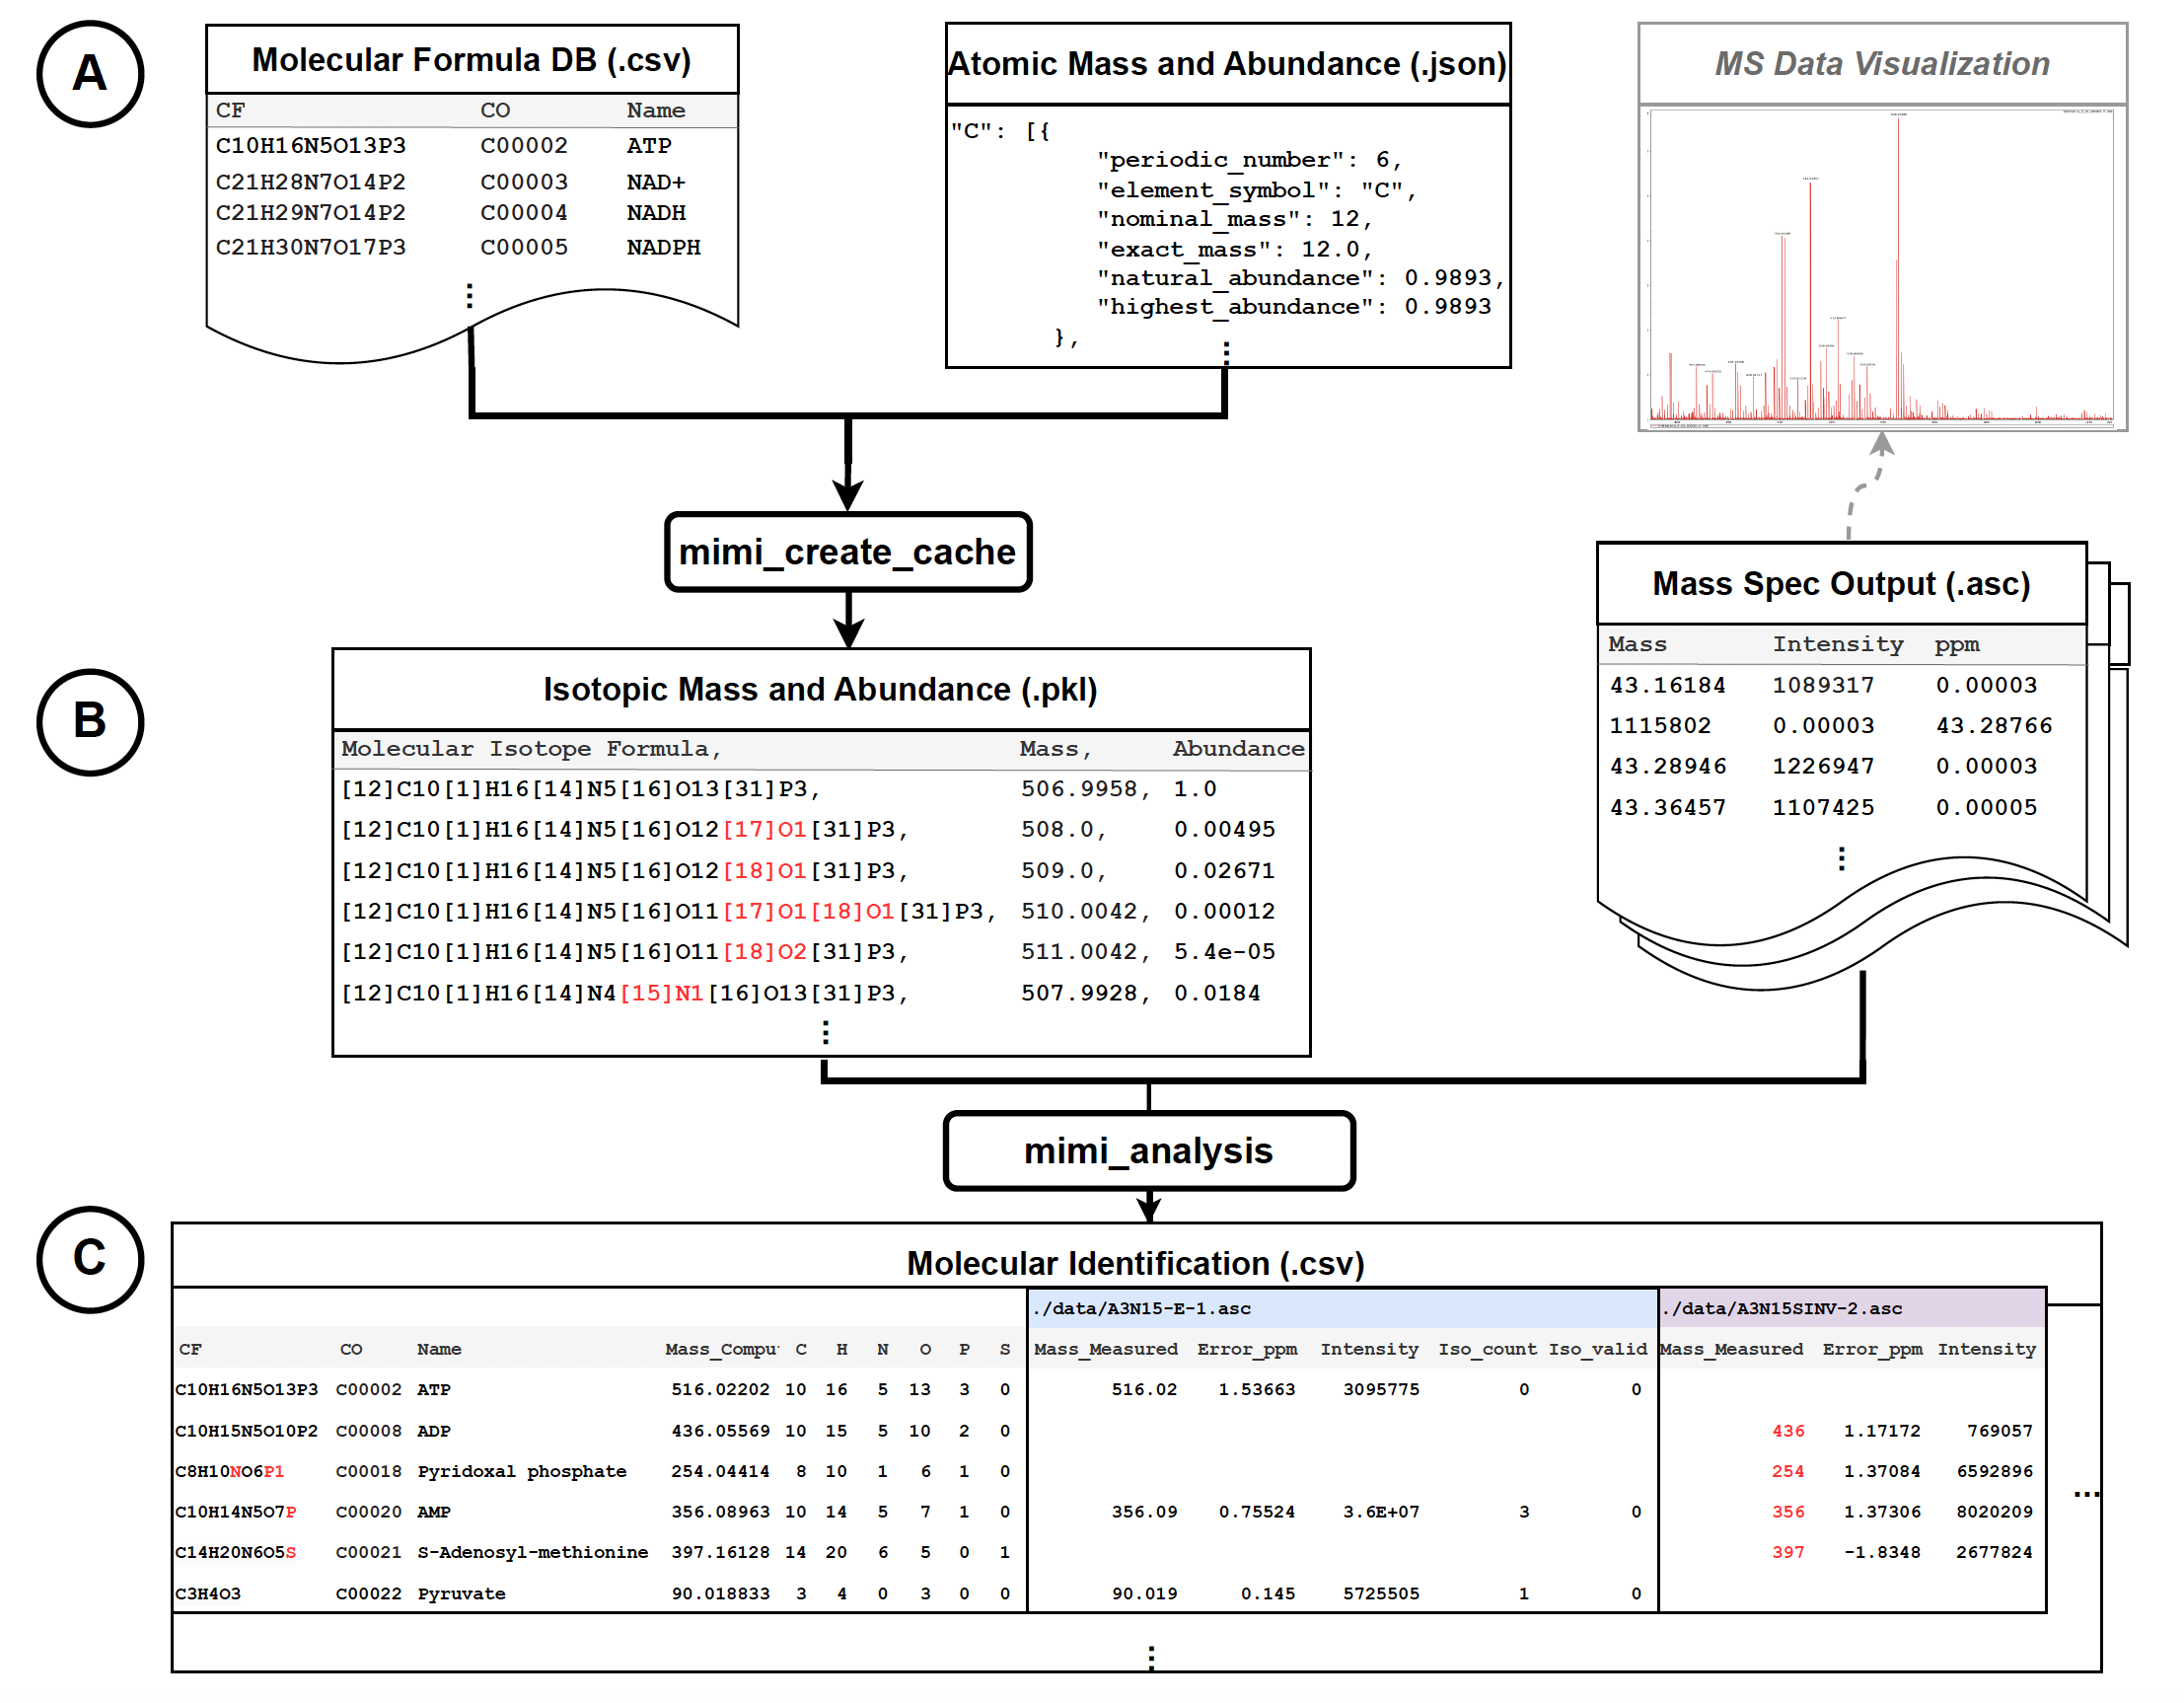 A
Molecular Formula DB (.csv)
CF CO Name
C10H16N5O13P3 C00002 ATP
C21H28N7O14P2 C00003 NAD+
C21H29N7O14P2 C00004 NADH
C21H30N7O17P3 C00005 NADPH
⋮
Atomic Mass and Abundance (.json)
"C": [{
"periodic_number": 6,
"element_symbol": "C",
"nominal_mass": 12,
"exact_mass": 12.0,
"natural_abundance": 0.9893,
"highest_abundance": 0.9893
},
⋮
MS Data Visualization
mimi_create_cache
Mass Spec Output (.asc)
Mass Intensity ppm
43.16184 1089317 0.00003
1115802 0.00003 43.28766
43.28946 1226947 0.00003
43.36457 1107425 0.00005
⋮
B
Isotopic Mass and Abundance (.pkl)
Molecular Isotope Formula, Mass, Abundance
[12]C10[1]H16[14]N5[16]O13[31]P3, 506.9958, 1.0
[12]C10[1]H16[14]N5[16]O12[17]O1[31]P3, 508.0, 0.00495
[12]C10[1]H16[14]N5[16]O12[18]O1[31]P3, 509.0, 0.02671
[12]C10[1]H16[14]N5[16]O11[17]O1[18]O1[31]P3, 510.0042, 0.00012
[12]C10[1]H16[14]N5[16]O11[18]O2[31]P3, 511.0042, 5.4e-05
[12]C10[1]H16[14]N4[15]N1[16]O13[31]P3, 507.9928, 0.0184
⋮
mimi_analysis
C
Molecular Identification (.csv)
./data/A3N15-E-1.asc ./data/A3N15SINV-2.asc
CF CO Name Mass_Compu C H N O P S Mass_Measured Error_ppm Intensity Iso_count Iso_valid Mass_Measured Error_ppm Intensity
C10H16N5O13P3 C00002 ATP 516.02202 10 16 5 13 3 0 516.02 1.53663 3095775 0 0
C10H15N5O10P2 C00008 ADP 436.05569 10 15 5 10 2 0 436 1.17172 769057
C8H10NO6P1 C00018 Pyridoxal phosphate 254.04414 8 10 1 6 1 0 254 1.37084 6592896
C10H14N5O7P C00020 AMP 356.08963 10 14 5 7 1 0 356.09 0.75524 3.6E+07 3 0 356 1.37306 8020209
C14H20N6O5S C00021 S-Adenosyl-methionine 397.16128 14 20 6 5 0 1 397 -1.8348 2677824
C3H4O3 C00022 Pyruvate 90.018833 3 4 0 3 0 0 90.019 0.145 5725505 1 0
...
⋮